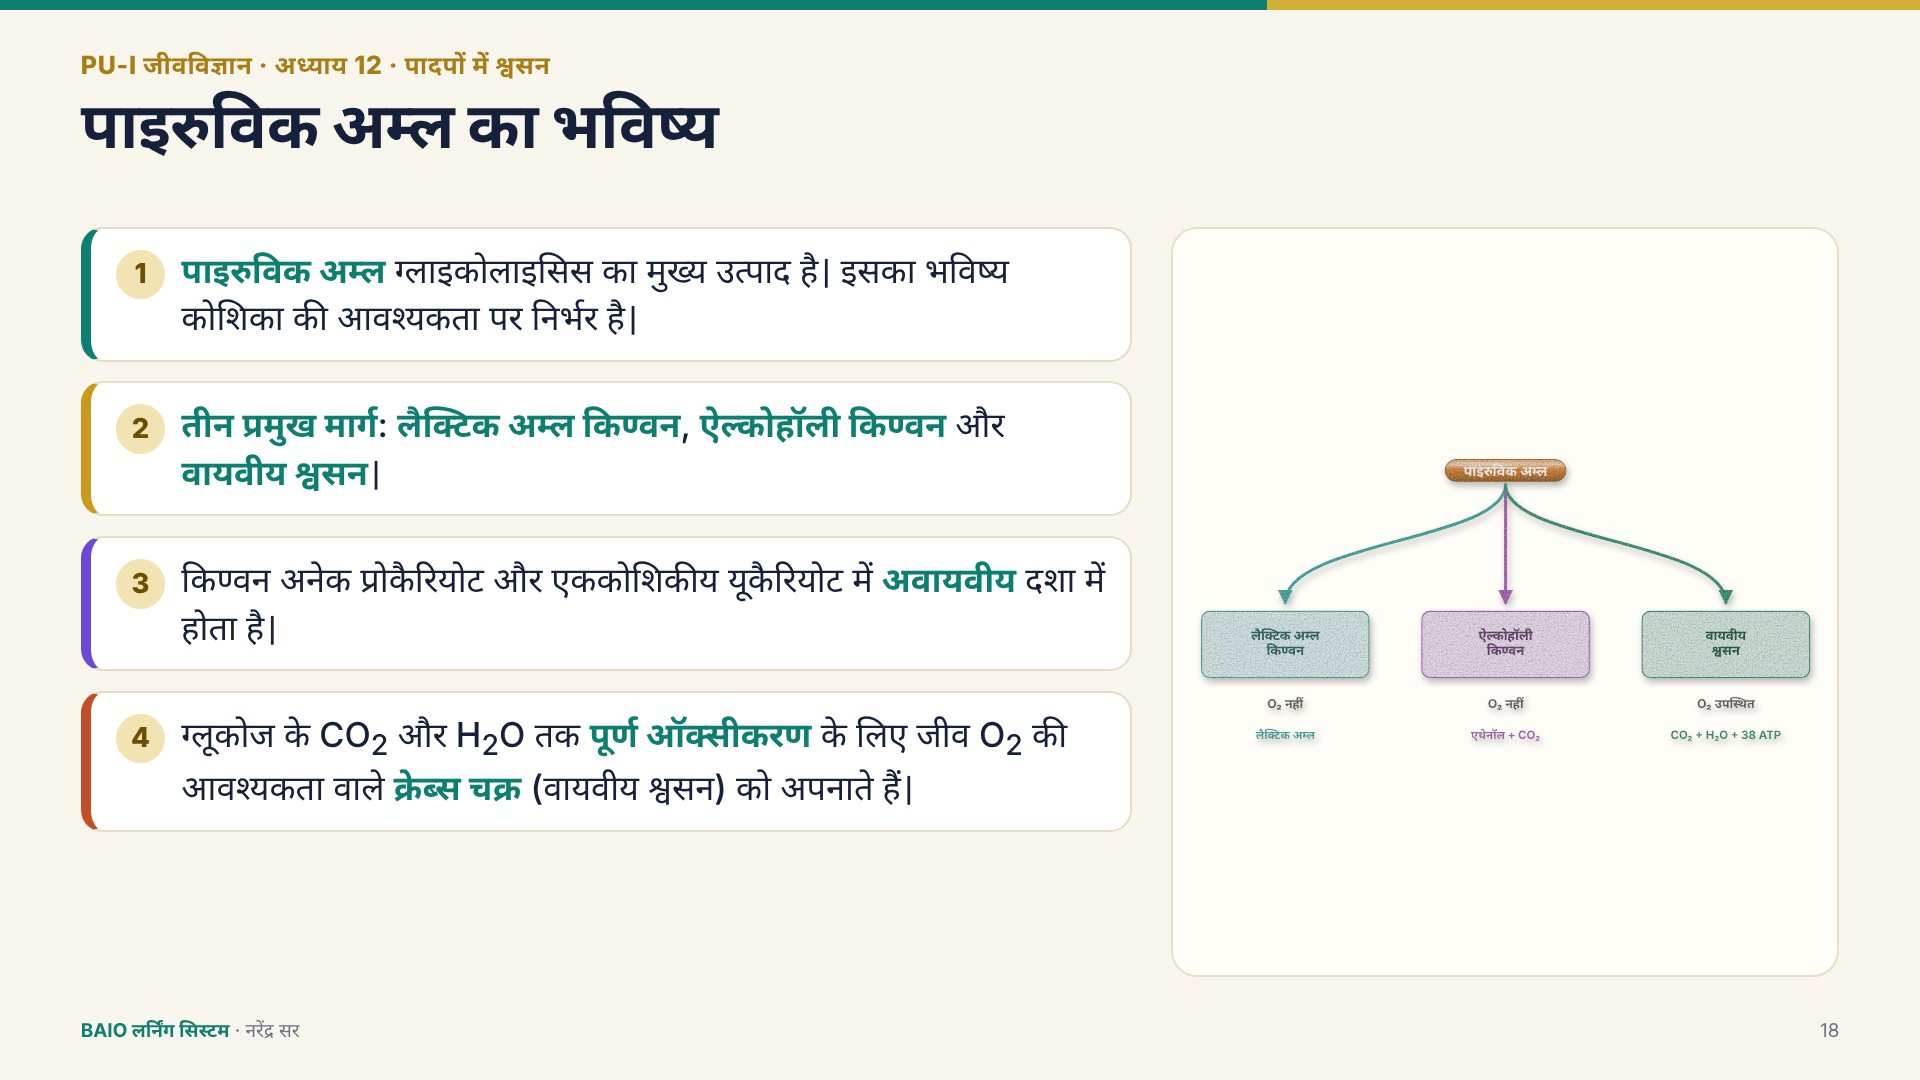 PU-I जीवविज्ञान · अध्याय 12 · पादपों में श्वसन
पाइरुविक अम्ल का भविष्य
1
पाइरुविक अम्ल ग्लाइकोलाइसिस का मुख्य उत्पाद है| इसका भविष्य
कोशिका की आवश्यकता पर निर्भर है|
2
तीन प्रमुख मार्ग: लैक्टिक अम्ल किण्वन, ऐल्कोहॉली किण्वन और
वायवीय श्वसन|
3
किण्वन अनेक प्रोकैरियोट और एककोशिकीय यूकैरियोट में अवायवीय दशा में
होता है|
4
ग्लूकोज के CO₂ और H₂O तक पूर्ण ऑक्सीकरण के लिए जीव O₂ की
आवश्यकता वाले क्रेब्स चक्र (वायवीय श्वसन) को अपनाते हैं|
पाइरुविक अम्ल
लैक्टिक अम्ल
किण्वन
O₂ नहीं
लैक्टिक अम्ल
ऐल्कोहॉली
किण्वन
O₂ नहीं
एथेनॉल + CO₂
वायवीय
श्वसन
O₂ उपस्थित
CO₂ + H₂O + 38 ATP
BAIO लर्निंग सिस्टम · नरेंद्र सर
18